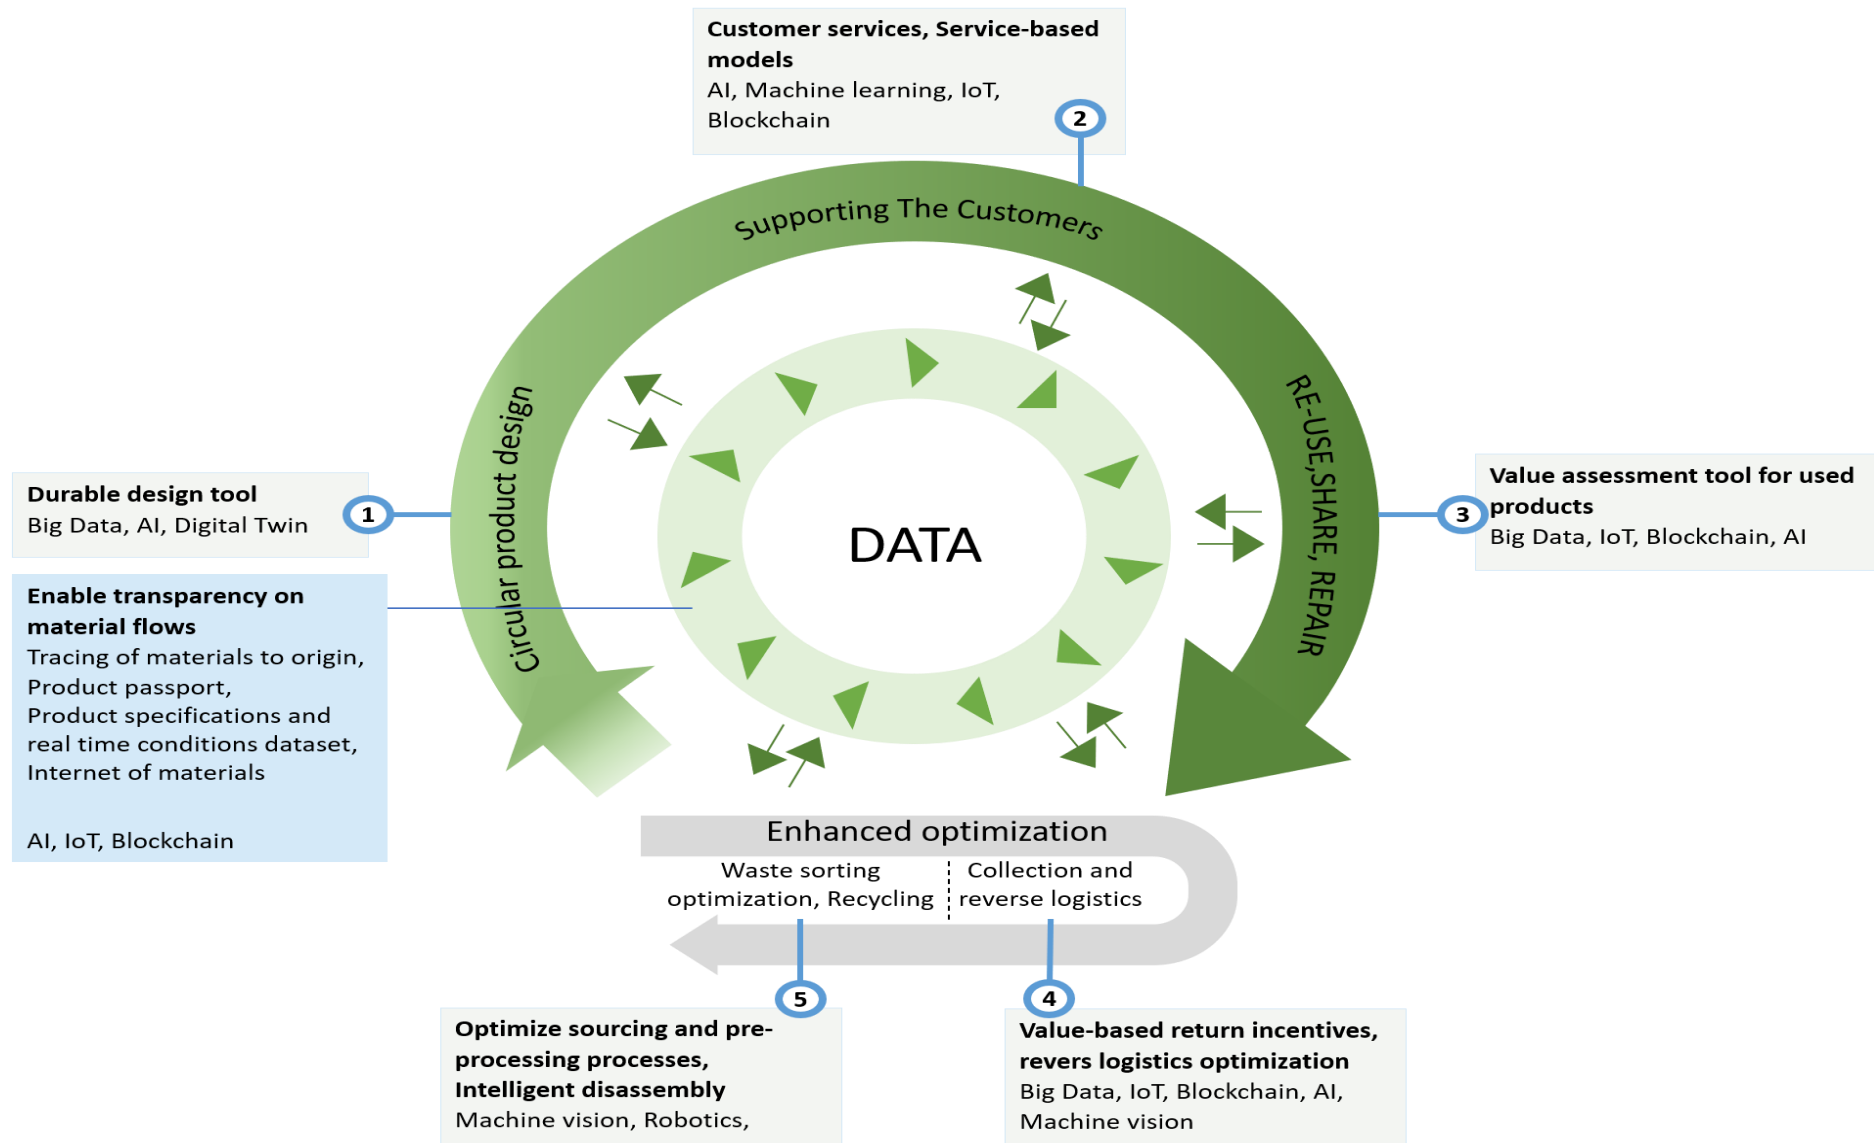 Customer services, Service-based
models
AI, Machine learning, IoT,
Blockchain
2
Supporting The Customers
Circular product design
RE-USE,SHARE, REPAIR
DATA
Durable design tool
Big Data, AI, Digital Twin
1
Enable transparency on
material flows
Tracing of materials to origin,
Product passport,
Product specifications and
real time conditions dataset,
Internet of materials
AI, IoT, Blockchain
Value assessment tool for used
products
Big Data, IoT, Blockchain, AI
3
Enhanced optimization
Waste sorting
optimization, Recycling
Collection and
reverse logistics
5
Optimize sourcing and pre-
processing processes,
Intelligent disassembly
Machine vision, Robotics,
4
Value-based return incentives,
revers logistics optimization
Big Data, IoT, Blockchain, AI,
Machine vision